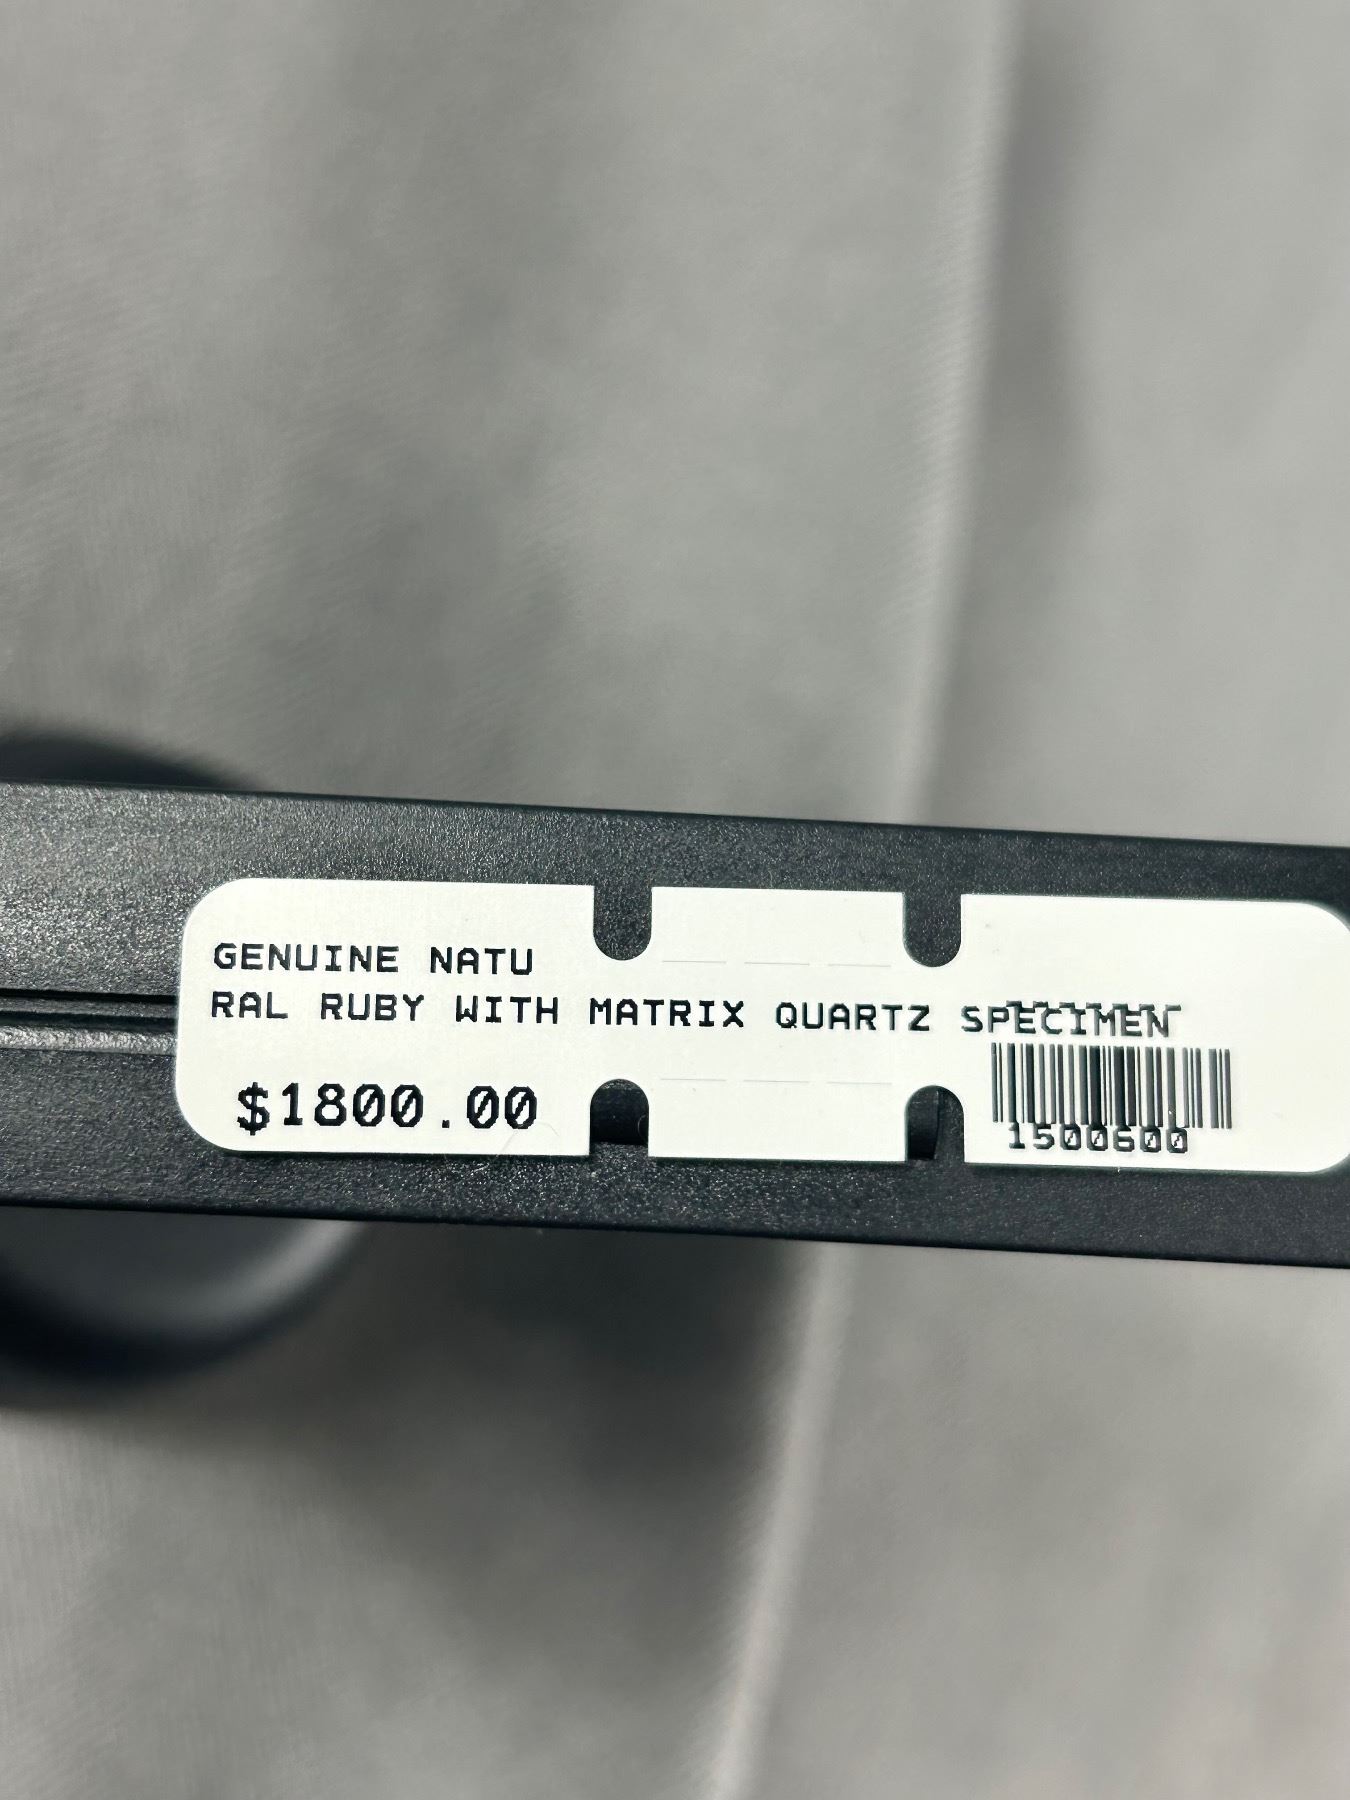 GENUINE NATU
RAL RUBY WITH MATRIX QUARTZ SPECIMEN
$1800.00
1500600